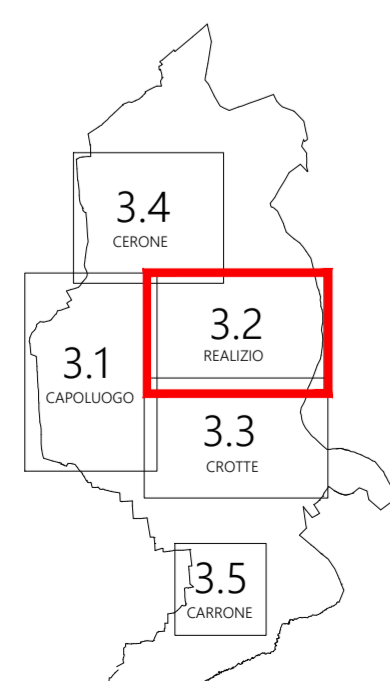 3.4
CERONE
3.2
REALIZIO
3.1
CAPOLUOGO
3.3
CROTTE
3.5
CARRONE